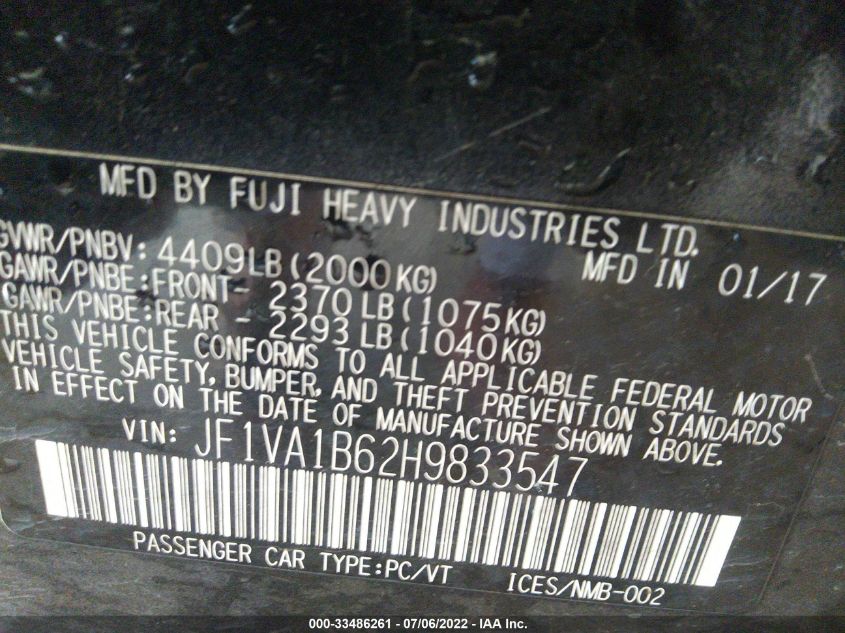 MFD BY FUJI HEAVY INDUSTRIES LTD.
GVWR/PNBV: 4409LB (2000KG) MFD IN 01/17
GAWR/PNBE:FRONT- 2370 LB (1075KG)
GAWR/PNBE:REAR - 2293 LB (1040KG)
THIS VEHICLE CONFORMS TO ALL APPLICABLE FEDERAL MOTOR
VEHICLE SAFETY, BUMPER, AND THEFT PREVENTION STANDARDS
IN EFFECT ON THE DATE OF MANUFACTURE SHOWN ABOVE.
VIN: JF1VA1B62H9833547
PASSENGER CAR TYPE:PC/VT ICES/NMB-002
000-33486261 - 07/06/2022 - IAA Inc.